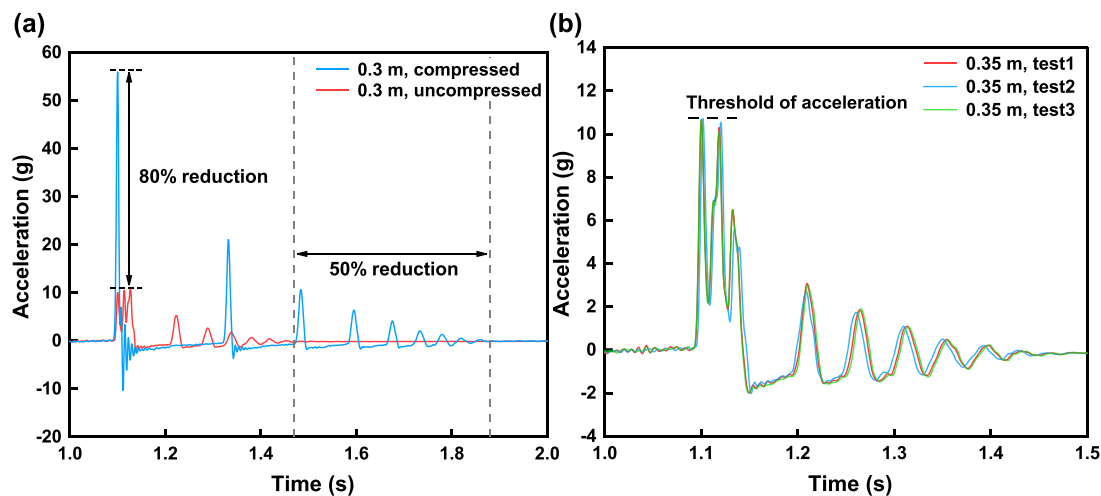 (a)
60
50
40
30
20
10
0
-10
-20
Acceleration (g)
1.0
1.2
1.4
1.6
1.8
2.0
Time (s)
0.3 m, compressed
0.3 m, uncompressed
80% reduction
50% reduction
(b)
14
12
10
8
6
4
2
0
-2
-4
Acceleration (g)
1.0
1.1
1.2
1.3
1.4
1.5
Time (s)
0.35 m, test1
0.35 m, test2
0.35 m, test3
Threshold of acceleration